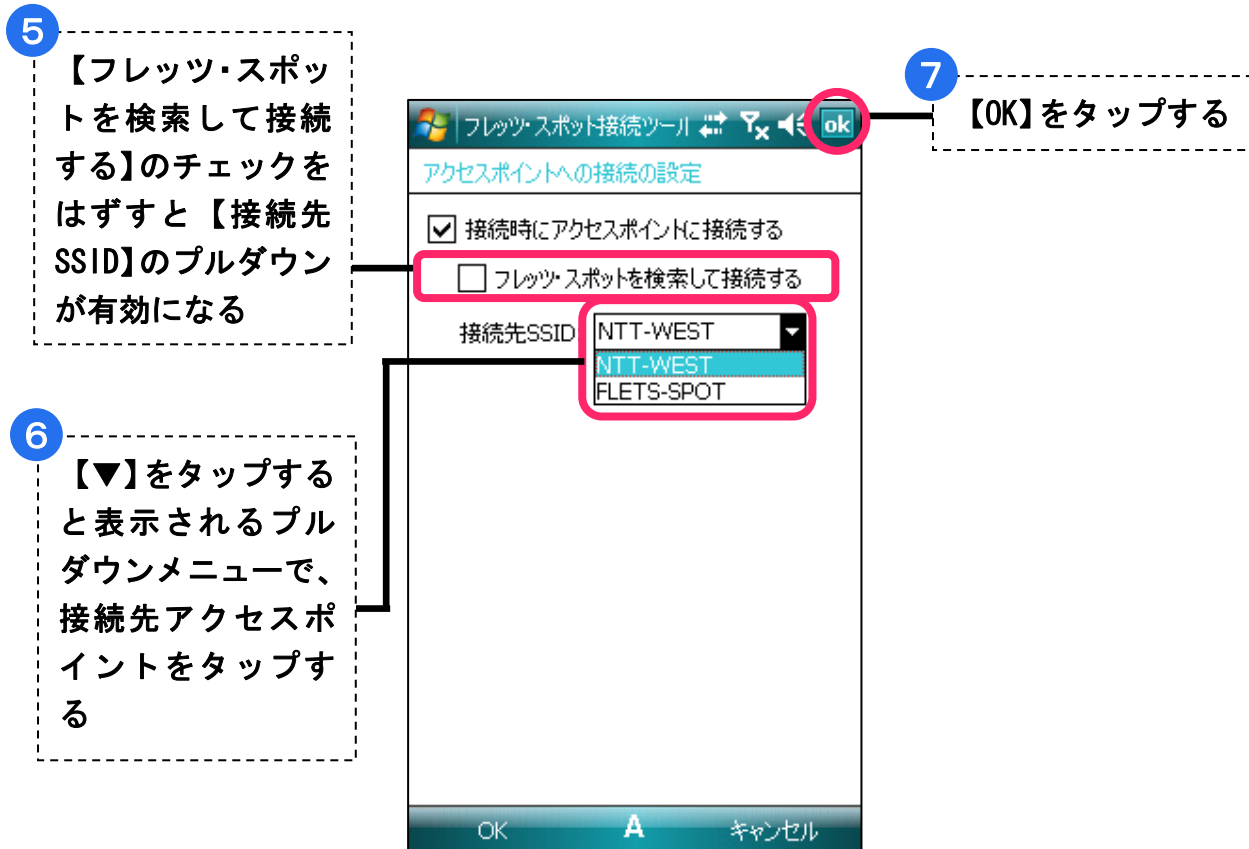 5
【フレッツ・スポッ
トを検索して接続
する】のチェックを
はずすと【接続先
SSID】のプルダウン
が有効になる
6
【▼】をタップする
と表示されるプル
ダウンメニューで、
接続先アクセスポ
イントをタップす
る
フレッツ・スポット接続ツール ok
アクセスポイントへの接続の設定
接続時にアクセスポイントに接続する
フレッツ・スポットを検索して接続する
接続先SSID NTT-WEST
NTT-WEST
FLETS-SPOT
OK A キャンセル
7
【OK】をタップする